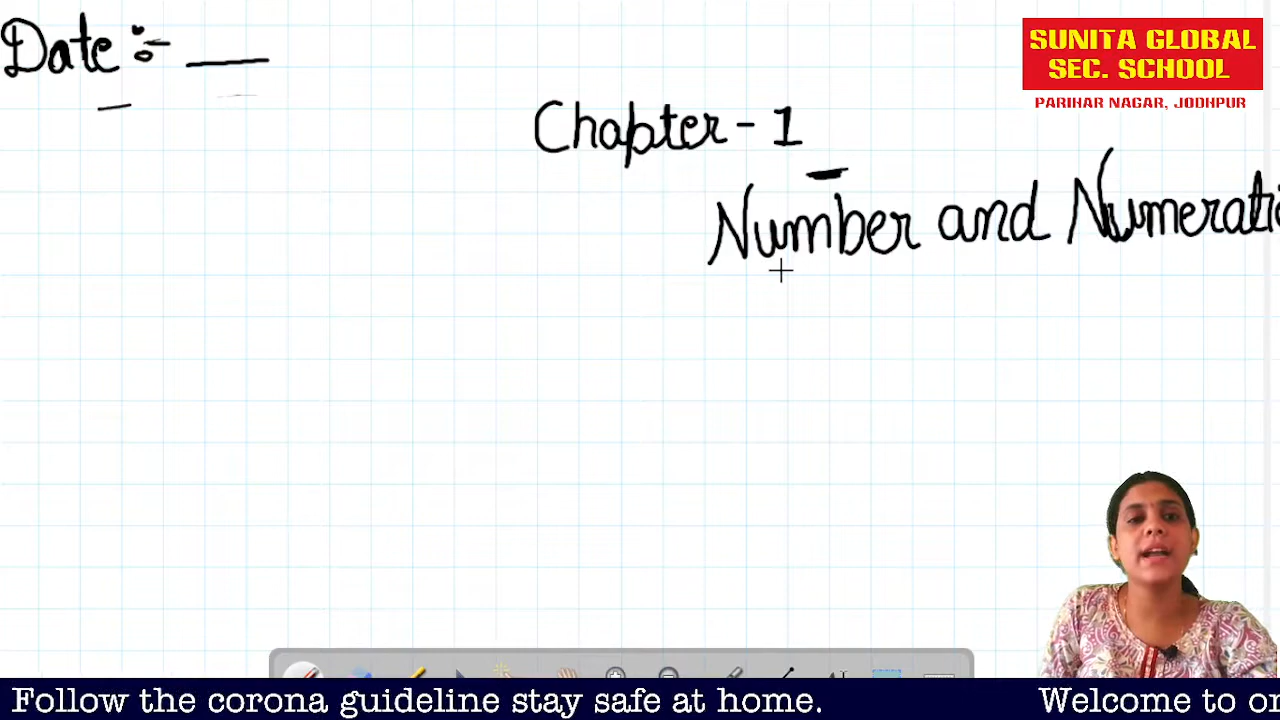 Date :-
SUNITA GLOBAL
SEC. SCHOOL
PARIHAR NAGAR, JODHPUR
Chapter - 1
Number and Numerati
Follow the corona guideline stay safe at home.
Welcome to